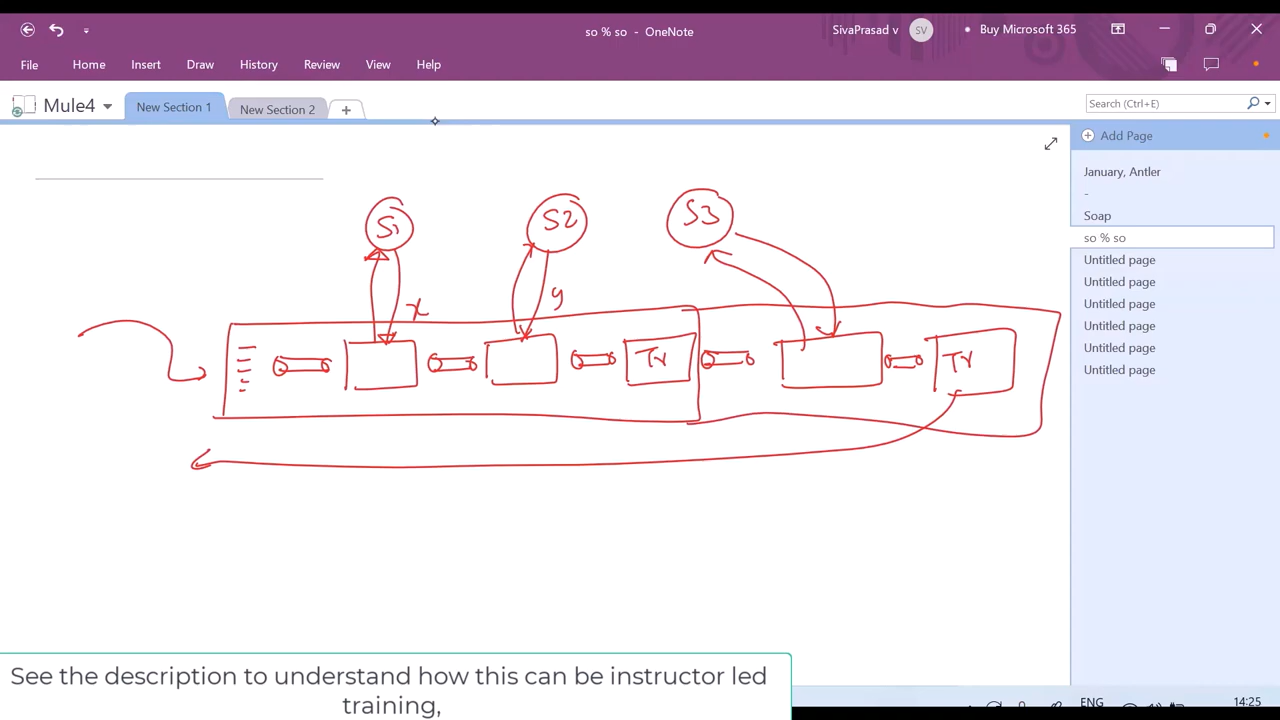 so % so - OneNote
SivaPrasad v
SV
Buy Microsoft 365
File
Home
Insert
Draw
History
Review
View
Help
Mule4
New Section 1
New Section 2
+
Search (Ctrl+E)
Add Page
January, Antler
-
Soap
so % so
Untitled page
Untitled page
Untitled page
Untitled page
Untitled page
Untitled page
S1
S2
S3
x
y
Tr
Tr
See the description to understand how this can be instructor led
training,
ENG
14:25